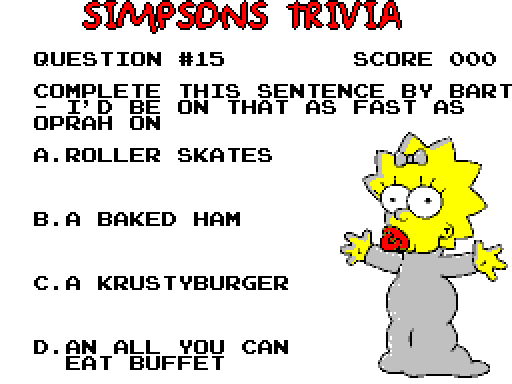 SIMPSONS TRIVIA
QUESTION #15 SCORE 000
COMPLETE THIS SENTENCE BY BART
- I'D BE ON THAT AS FAST AS
OPRAH ON
A.ROLLER SKATES
B.A BAKED HAM
C.A KRUSTYBURGER
D.AN ALL YOU CAN
EAT BUFFET